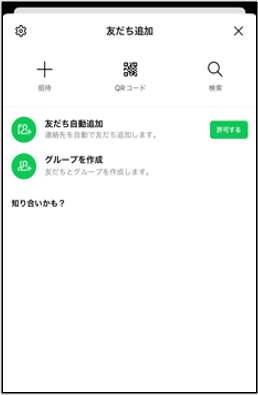 友だち追加
招待
QRコード
検索
友だち自動追加
連絡先を自動で友だち追加します。
許可する
グループを作成
友だちとグループを作成します。
知り合いかも？